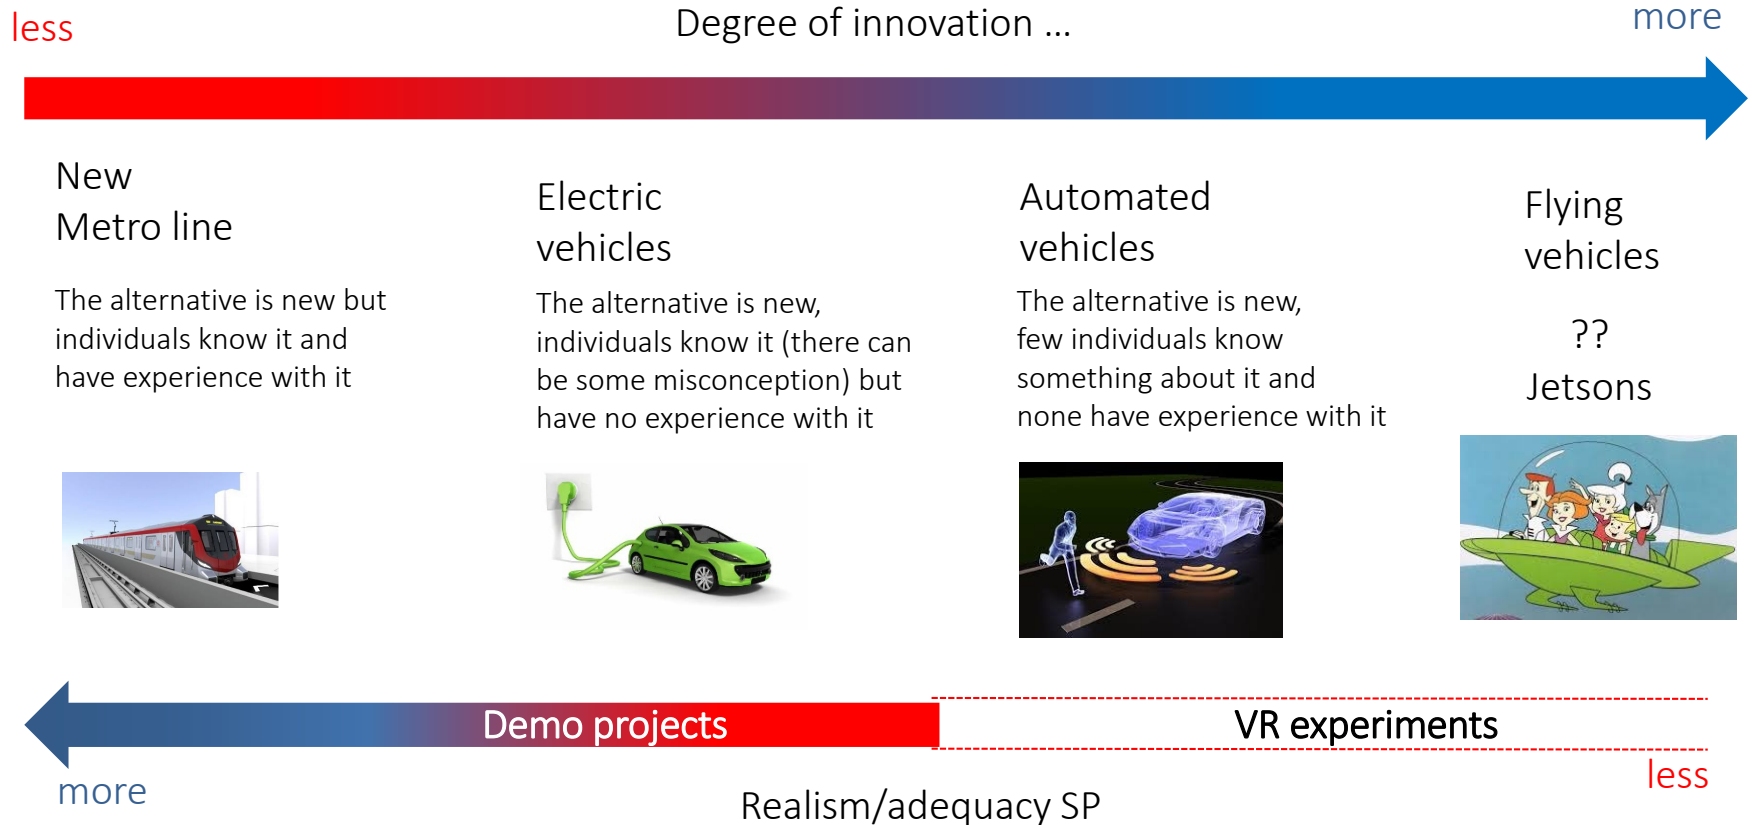 less
Degree of innovation ...
more
New
Metro line
The alternative is new but
individuals know it and
have experience with it
Electric
vehicles
The alternative is new,
individuals know it (there can
be some misconception) but
have no experience with it
Automated
vehicles
The alternative is new,
few individuals know
something about it and
none have experience with it
Flying
vehicles
??
Jetsons
Demo projects
VR experiments
more
less
Realism/adequacy SP